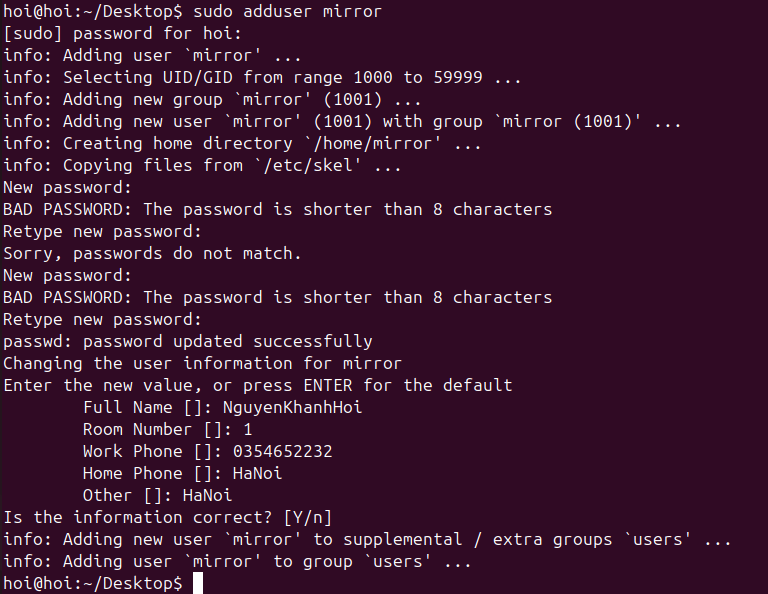 hoi@hoi:~/Desktop$ sudo adduser mirror
[sudo] password for hoi:
info: Adding user `mirror' ...
info: Selecting UID/GID from range 1000 to 59999 ...
info: Adding new group `mirror' (1001) ...
info: Adding new user `mirror' (1001) with group `mirror (1001)' ...
info: Creating home directory `/home/mirror' ...
info: Copying files from `/etc/skel' ...
New password:
BAD PASSWORD: The password is shorter than 8 characters
Retype new password:
Sorry, passwords do not match.
New password:
BAD PASSWORD: The password is shorter than 8 characters
Retype new password:
passwd: password updated successfully
Changing the user information for mirror
Enter the new value, or press ENTER for the default
        Full Name []: NguyenKhanhHoi
        Room Number []: 1
        Work Phone []: 0354652232
        Home Phone []: HaNoi
        Other []: HaNoi
Is the information correct? [Y/n]
info: Adding new user `mirror' to supplemental / extra groups `users' ...
info: Adding user `mirror' to group `users' ...
hoi@hoi:~/Desktop$